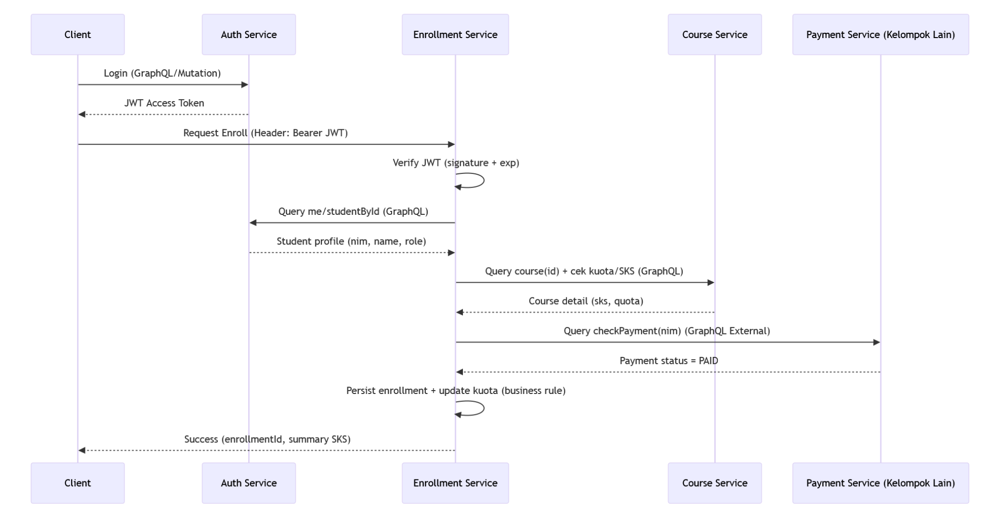 Client
Auth Service
Enrollment Service
Course Service
Payment Service (Kelompok Lain)
Login (GraphQL/Mutation)
JWT Access Token
Request Enroll (Header: Bearer JWT)
Verify JWT (signature + exp)
Query me/studentById (GraphQL)
Student profile (nim, name, role)
Query course(id) + cek kuota/SKS (GraphQL)
Course detail (sks, quota)
Query checkPayment(nim) (GraphQL External)
Payment status = PAID
Persist enrollment + update kuota (business rule)
Success (enrollmentId, summary SKS)
Client
Auth Service
Enrollment Service
Course Service
Payment Service (Kelompok Lain)